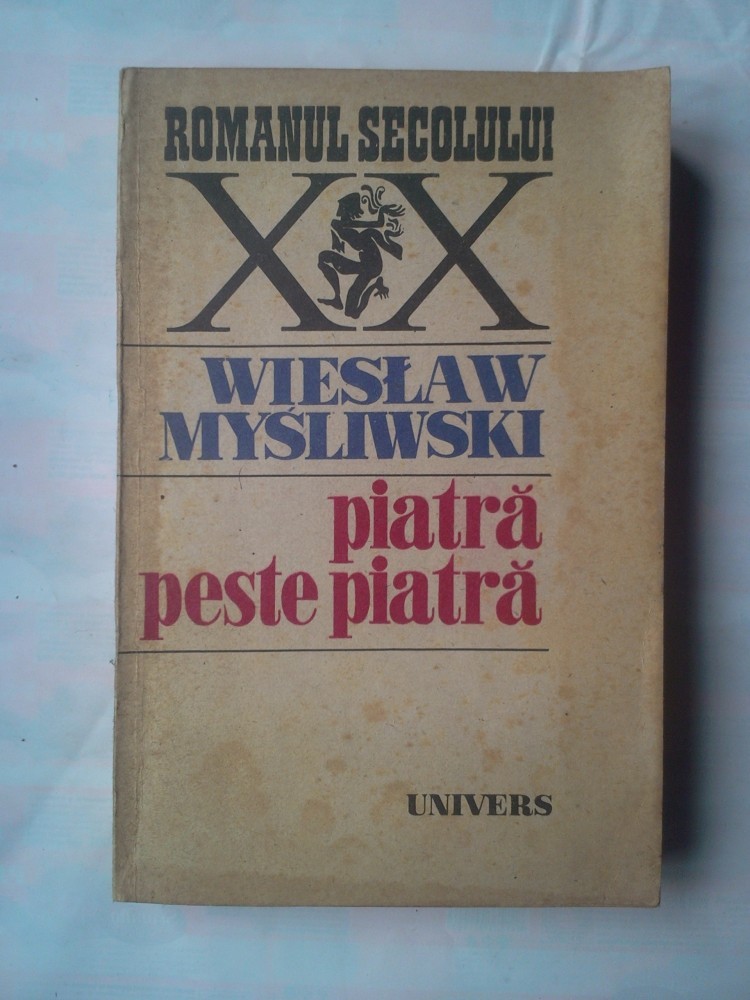 ROMANUL SECOLULUI
XX
WIESŁAW
MYŚLIWSKI
piatră
peste piatră
UNIVERS